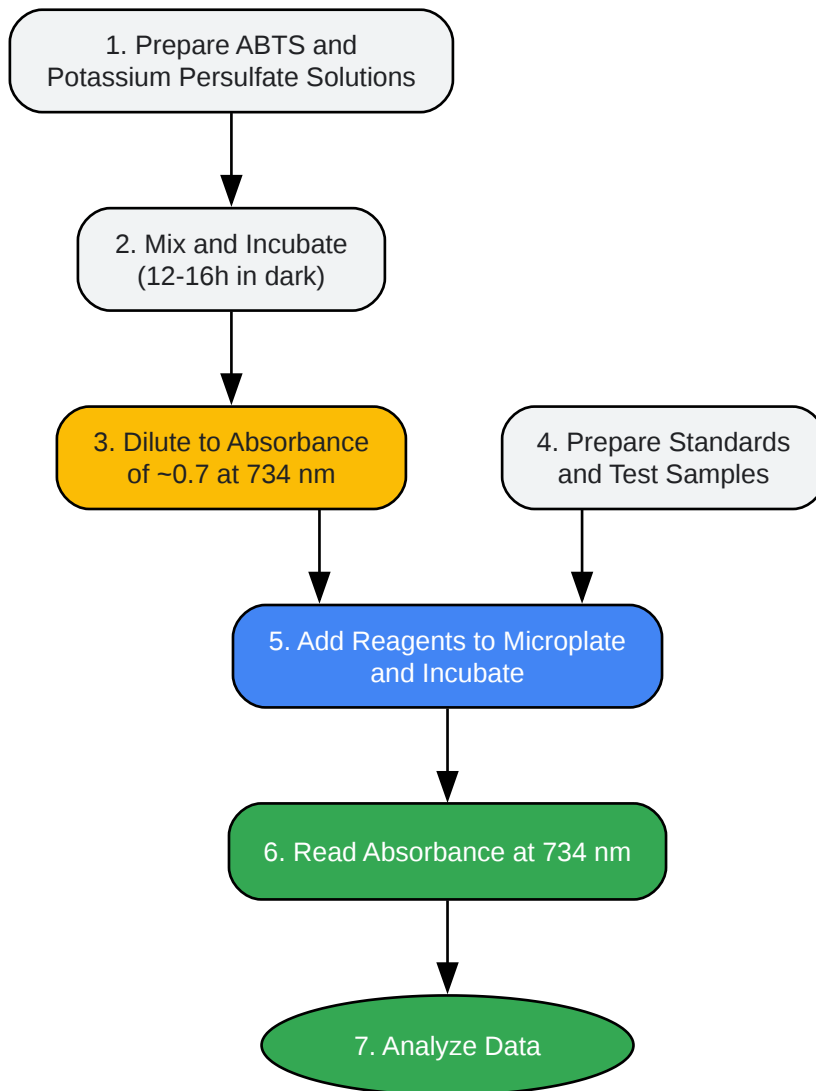 1. Prepare ABTS and
Potassium Persulfate Solutions
2. Mix and Incubate
(12-16h in dark)
3. Dilute to Absorbance
of ~0.7 at 734 nm
4. Prepare Standards
and Test Samples
5. Add Reagents to Microplate
and Incubate
6. Read Absorbance at 734 nm
7. Analyze Data